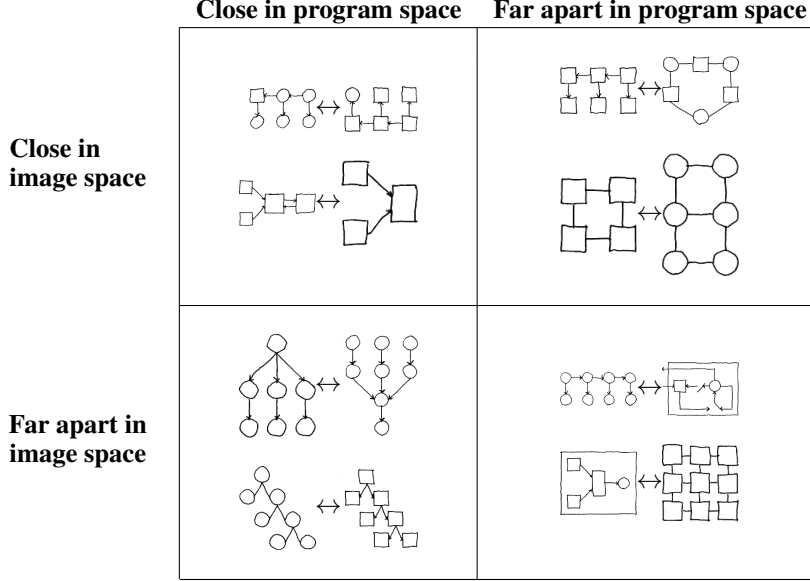 Close in program space
Far apart in program space
Close in
image space
Far apart in
image space